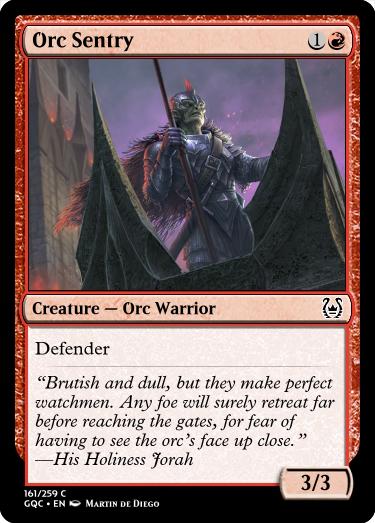 Orc Sentry 1
Creature — Orc Warrior
Defender
“Brutish and dull, but they make perfect
watchmen. Any foe will surely retreat far
before reaching the gates, for fear of
having to see the orc’s face up close.”
—His Holiness Jorah
3/3
161/259 C
GQC • EN Martin de Diego